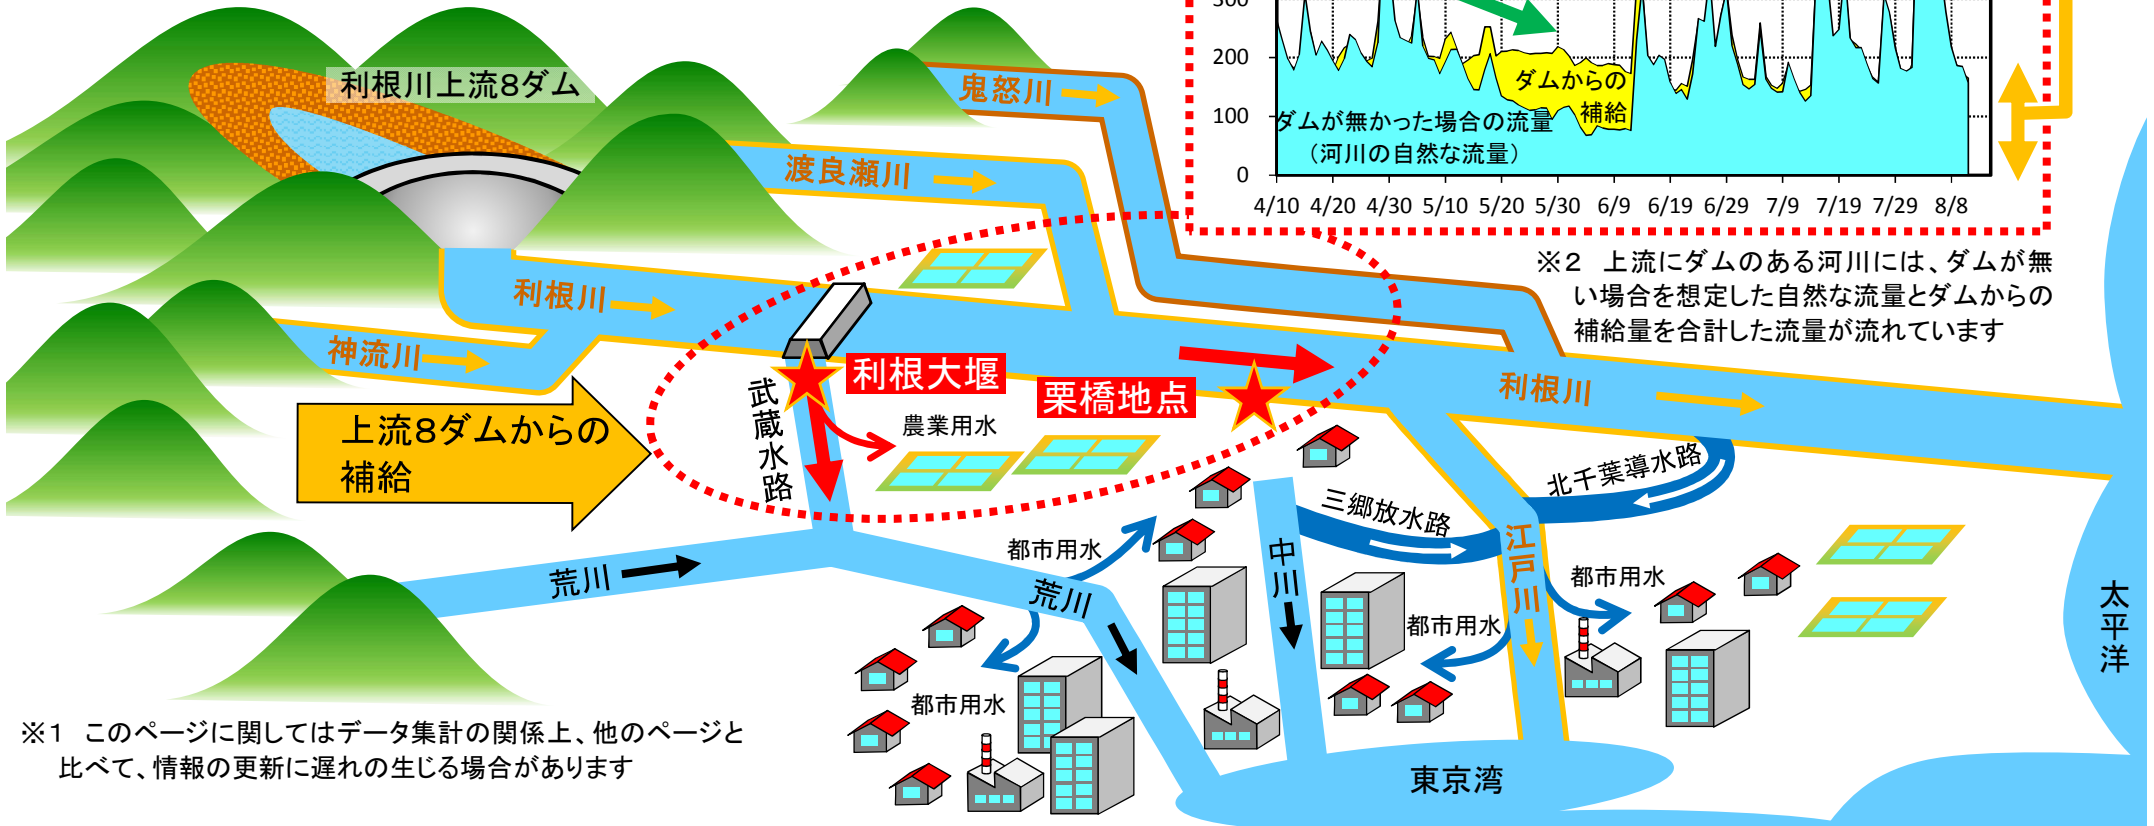 300
200
100
0
4/10 4/20 4/30 5/10 5/20 5/30 6/9 6/19 6/29 7/9 7/19 7/29 8/8
ダムからの
補給
ダムが無かった場合の流量
(河川の自然な流量)
利根川上流8ダム
鬼怒川
渡良瀬川
利根川
神流川
※2 上流にダムのある河川には、ダムが無
い場合を想定した自然な流量とダムからの
補給量を合計した流量が流れています
利根大堰
栗橋地点
利根川
武蔵水路
農業用水
上流8ダムからの
補給
北千葉導水路
三郷放水路
江戸川
中川
都市用水
荒川
荒川
都市用水
都市用水
都市用水
太平洋
東京湾
※1 このページに関してはデータ集計の関係上、他のページと
比べて、情報の更新に遅れの生じる場合があります